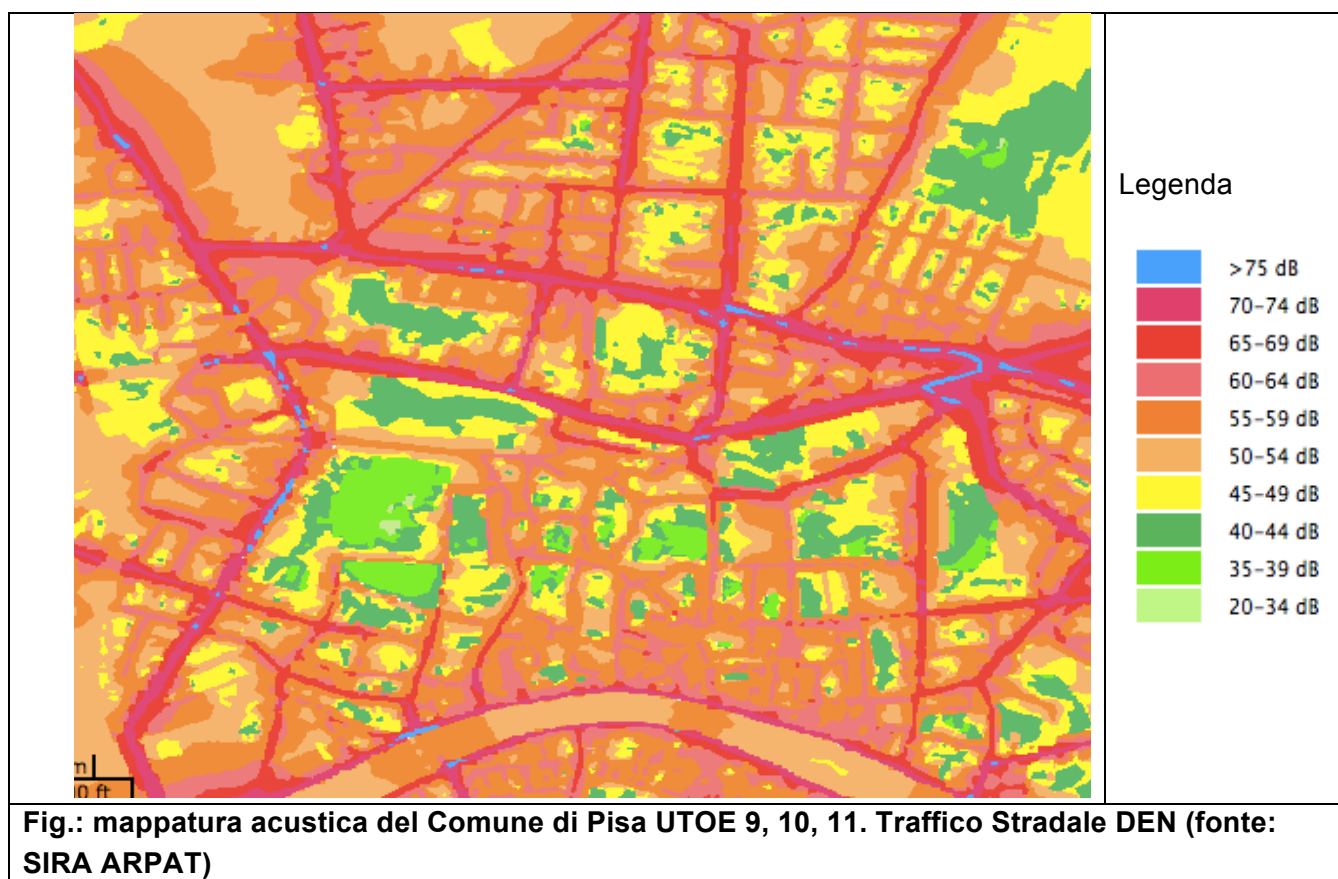 Legenda
>75 dB
70-74 dB
65-69 dB
60-64 dB
55-59 dB
50-54 dB
45-49 dB
40-44 dB
35-39 dB
20-34 dB
m
0 ft
Fig.: mappatura acustica del Comune di Pisa UTOE 9, 10, 11. Traffico Stradale DEN (fonte:
SIRA ARPAT)